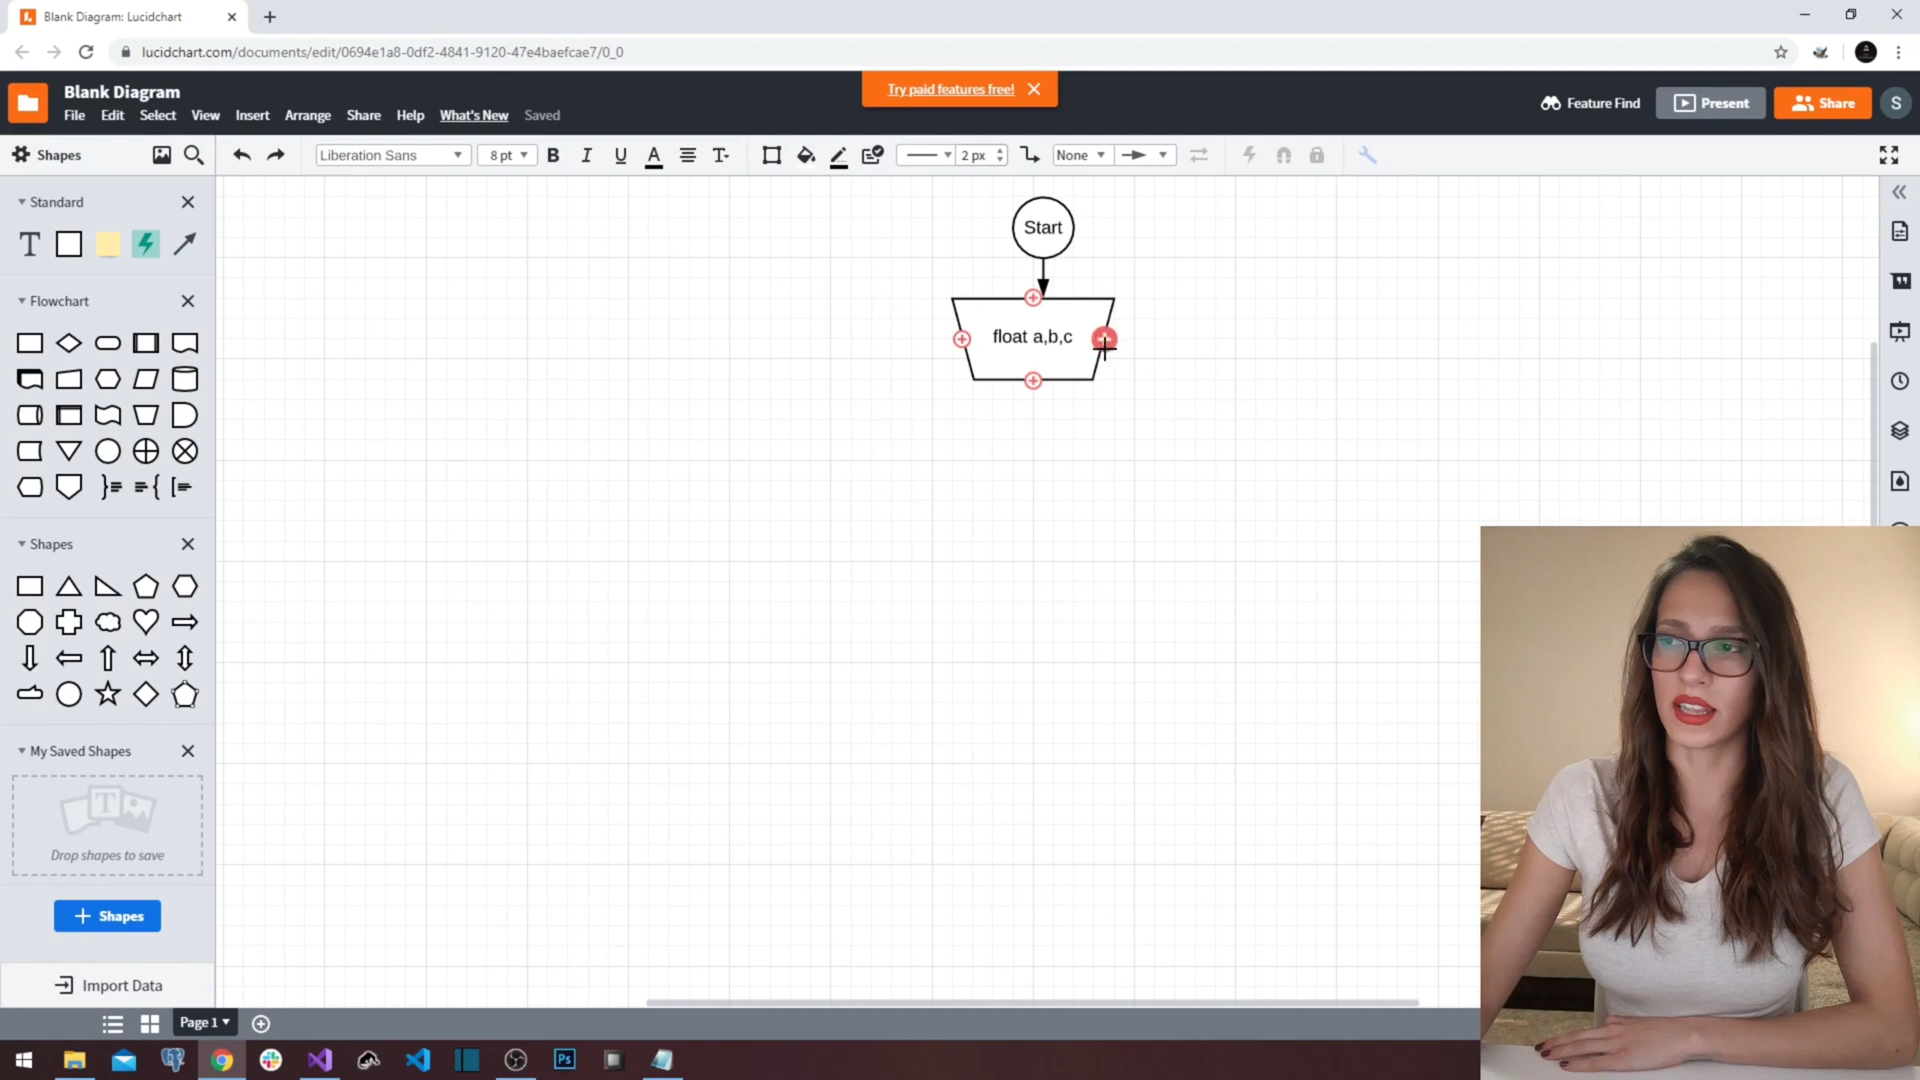 Blank Diagram: Lucidchart
lucidchart.com/documents/edit/0694e1a8-0df2-4841-9120-47e4baefcae7/0_0
Blank Diagram
Try paid features free!
Feature Find
Present
Share
S
File Edit Select View Insert Arrange Share Help What's New Saved
Shapes
Liberation Sans
8 pt
B I U A T
2 px
None
Standard
T
Flowchart
Shapes
My Saved Shapes
T
Drop shapes to save
+ Shapes
Import Data
Start
float a,b,c
Page 1
Ps